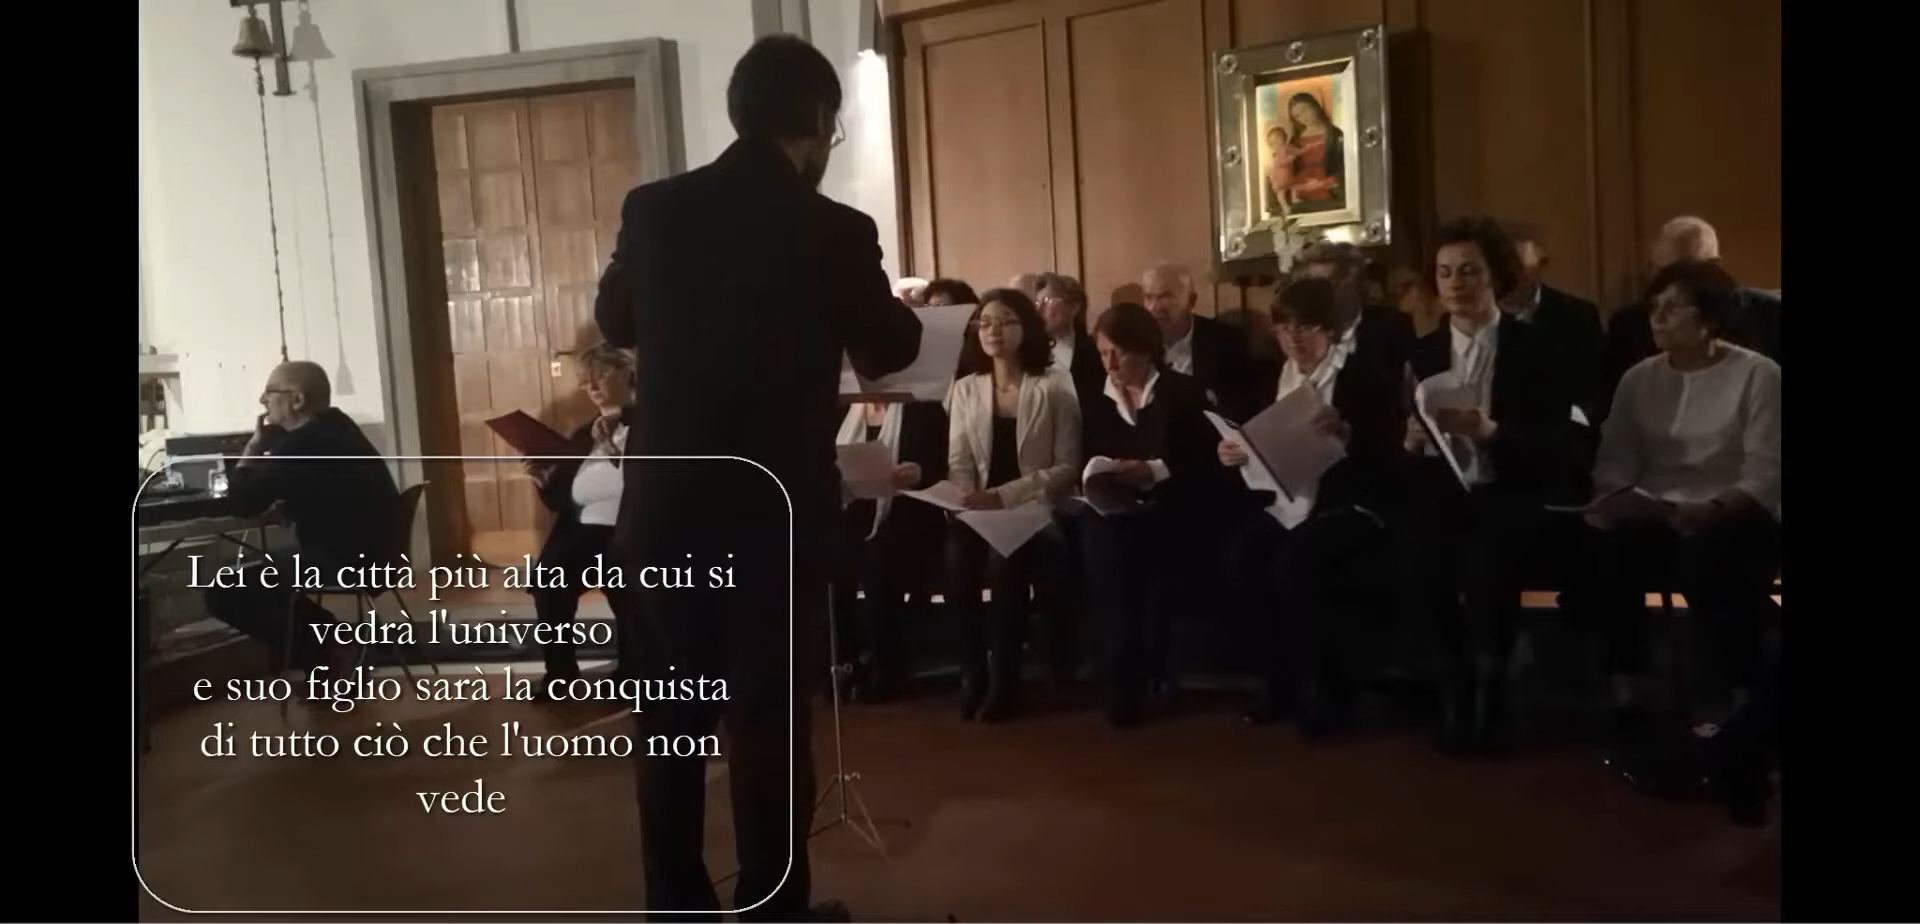 Lei è la città più alta da cui si
vedrà l'universo
e suo figlio sarà la conquista
di tutto ciò che l'uomo non
vede